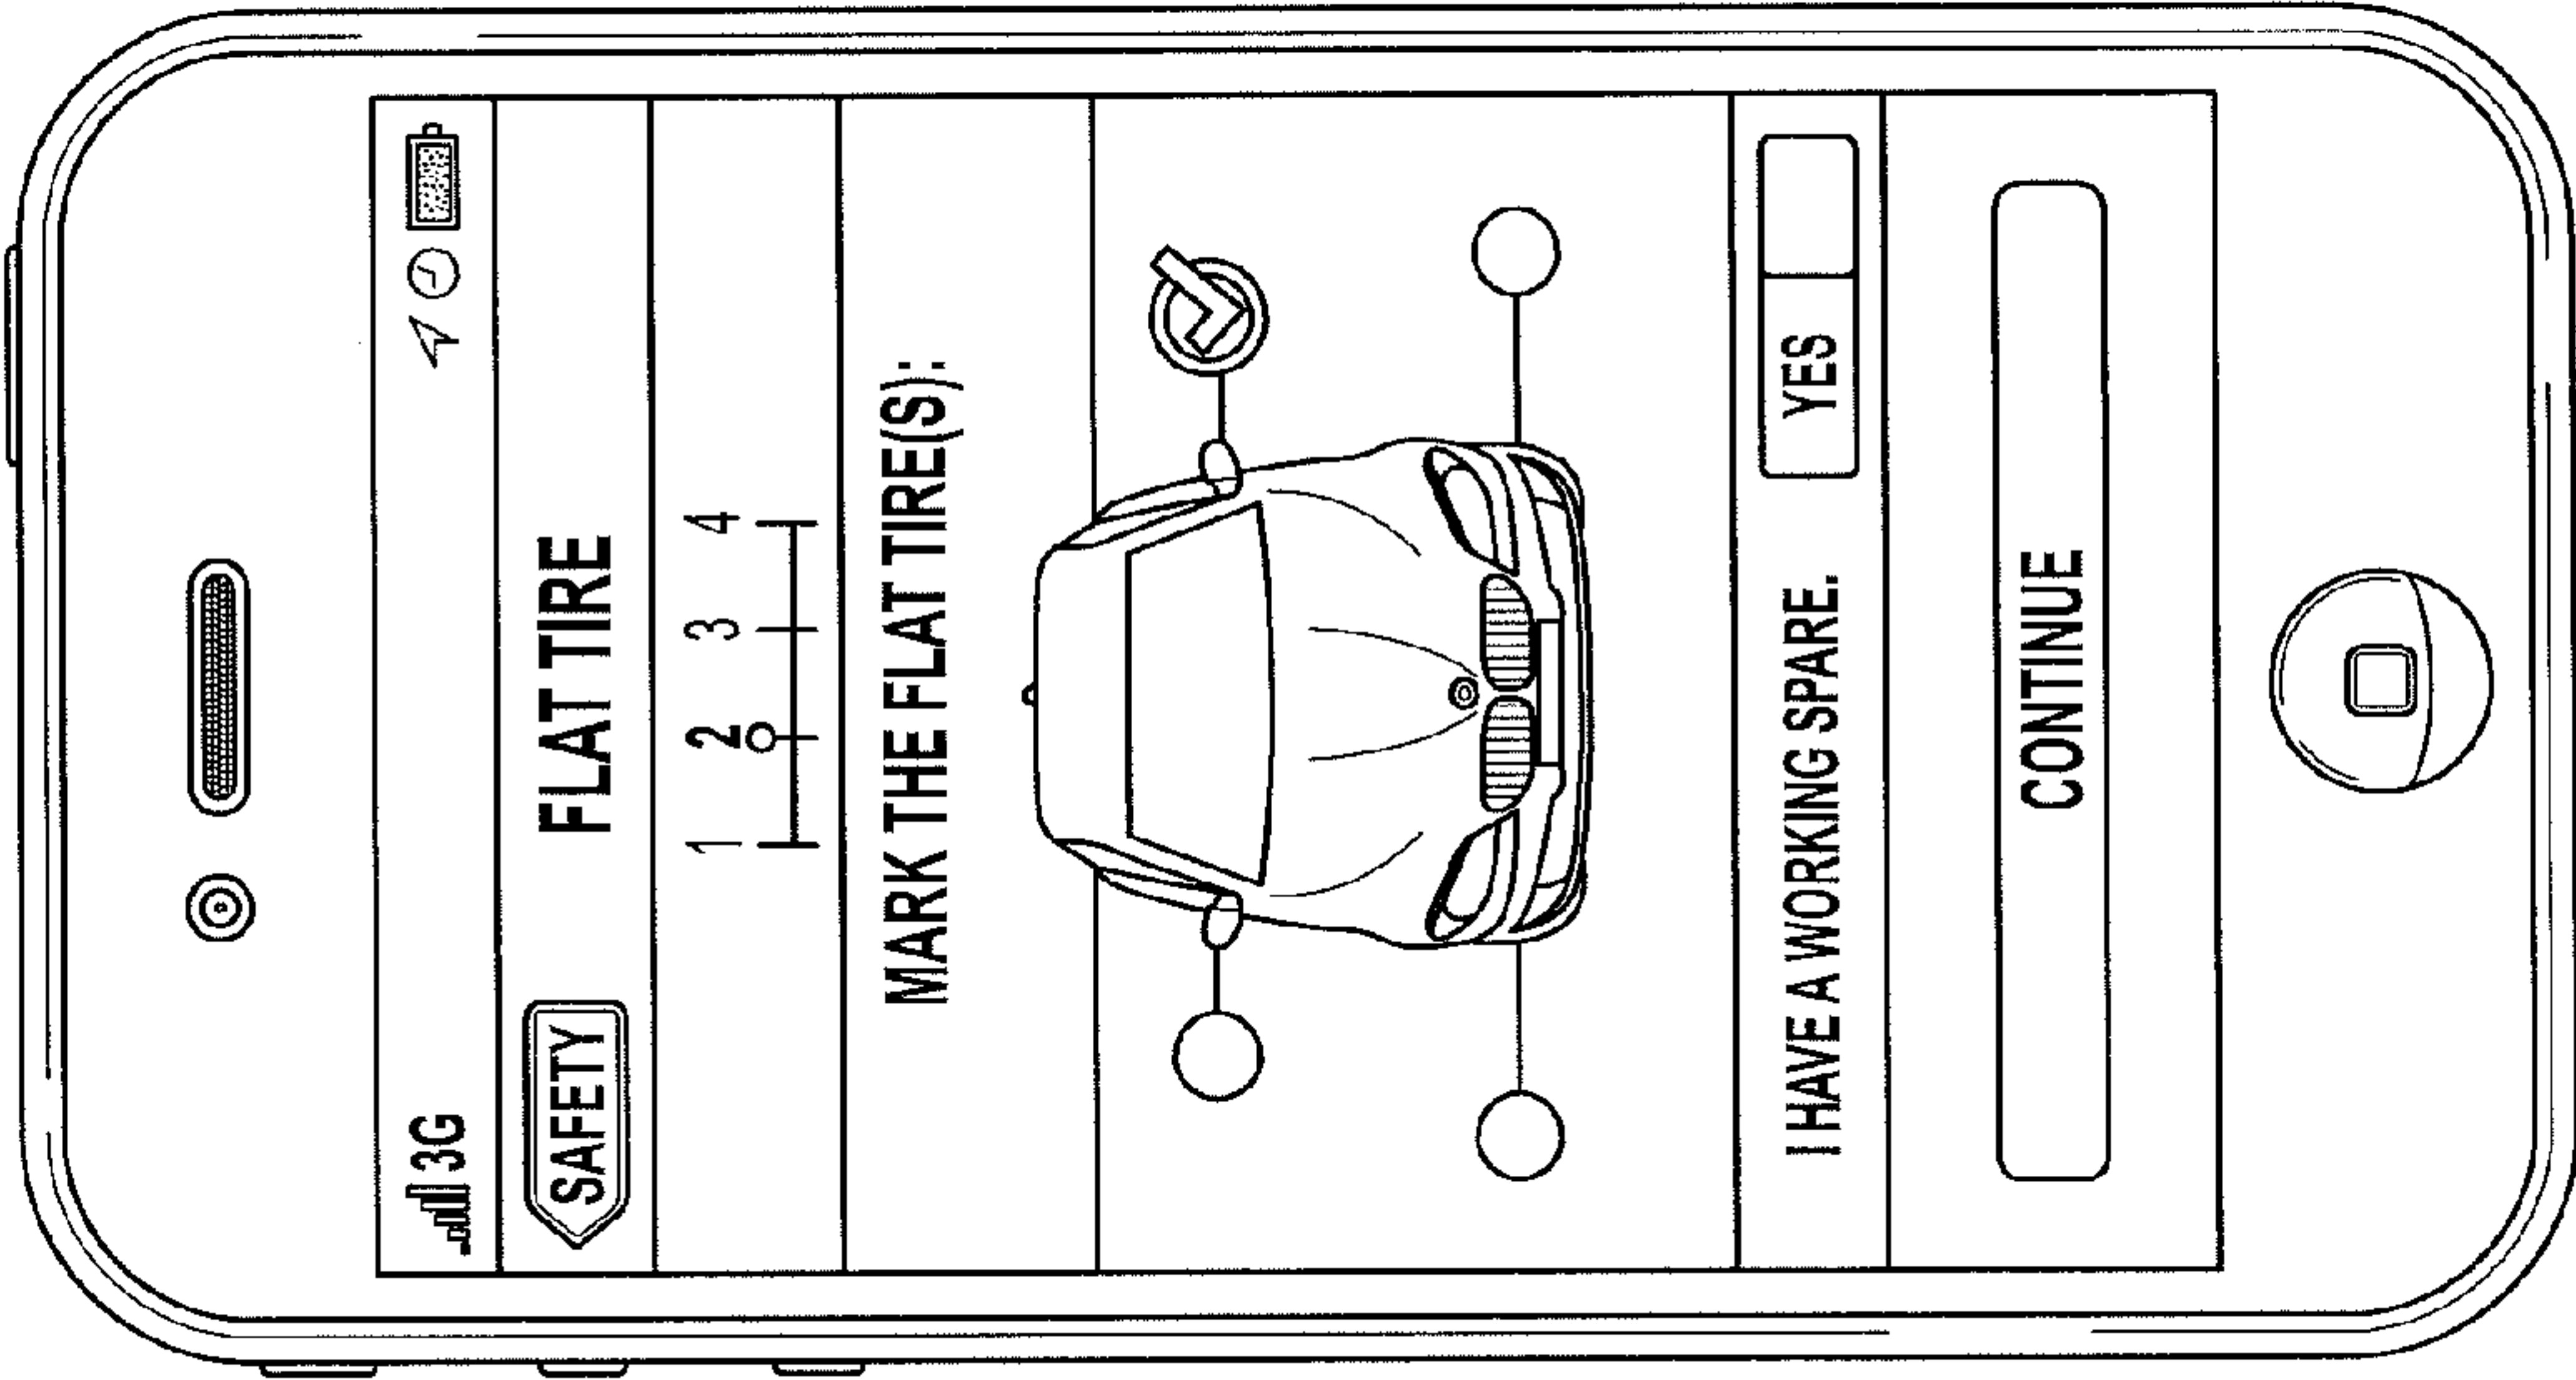 3G
SAFETY FLAT TIRE
1 2 3 4
MARK THE FLAT TIRE(S):
I HAVE A WORKING SPARE. YES
CONTINUE